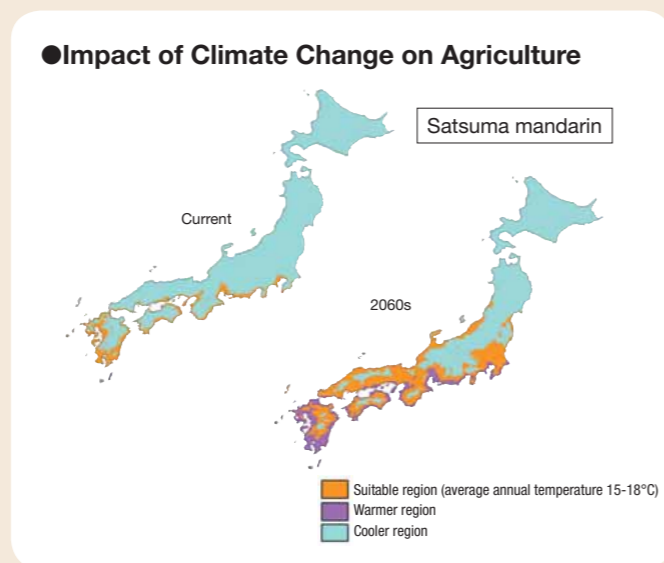 ●Impact of Climate Change on Agriculture
Satsuma mandarin
Current
2060s
Suitable region (average annual temperature 15-18°C)
Warmer region
Cooler region